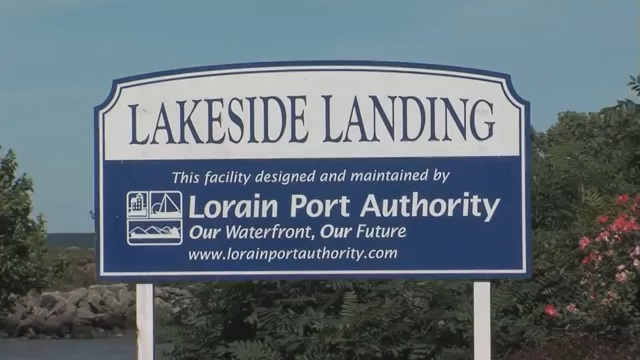 LAKESIDE LANDING
This facility designed and maintained by
Lorain Port Authority
Our Waterfront, Our Future
www.lorainportauthority.com